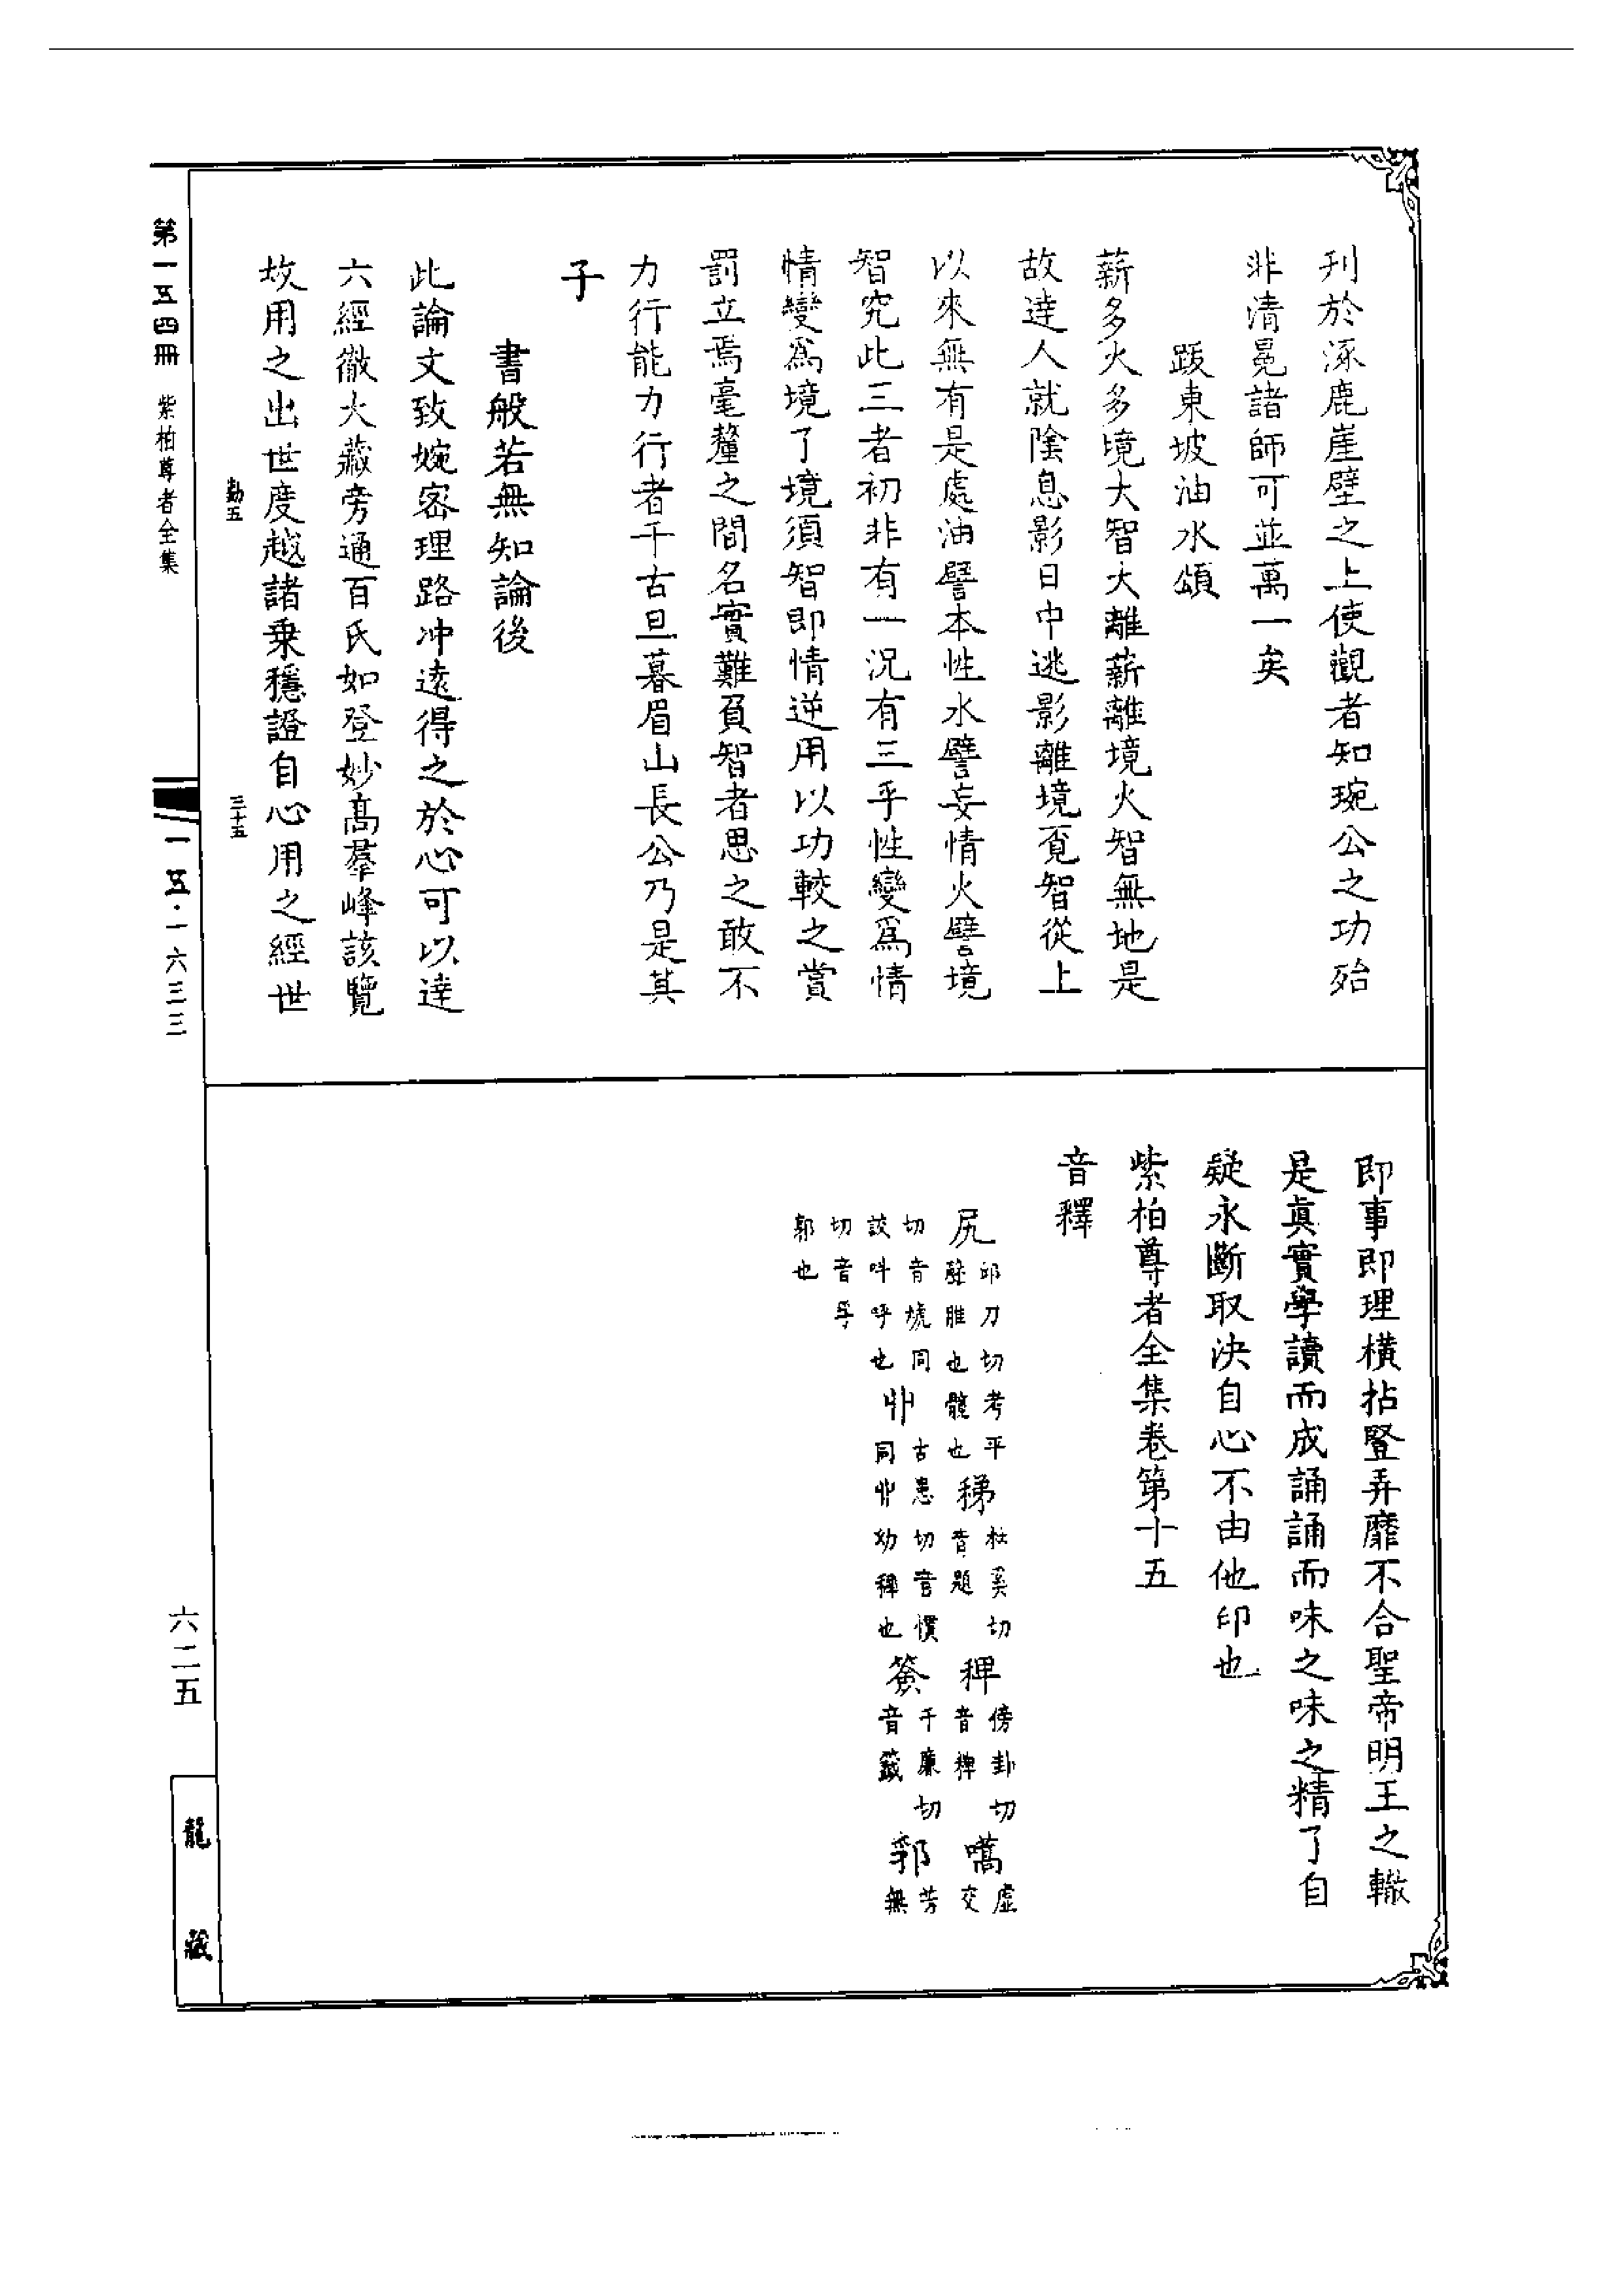 刋於涿鹿崖壁之上使觀者知琬公之功殆
非清冕諸師可並萬一矣
跋東坡油水頌
薪多火多境大智大離薪離境火智無地是
故達人就陰息影日中逃影離境覔智從上
以來無有是處油譬本性水譬妄情火譬境
智究此三者初非有一况有三乎性變爲情
情變爲境了境須智即情逆用以功較之賞
罰立焉毫釐之間名實難負智者思之敢不
力行能力行者千古旦暮眉山長公乃是其
子
書般若無知論後
此論文致婉密理路冲遠得之於心可以達
六經徹大藏旁通百氏如登妙高羣峰該覽
故用之出世度越諸乘穩證自心用之經世
勤五
三十五
即事即理橫拈豎弄靡不合聖帝明王之轍
是眞實學讀而成誦誦而味之味之精了自
疑永斷取決自心不由他印也
紫柏尊者全集卷第十五
音釋
尻 邱刀切考平聲脽也髖也 稊 杜奚切音題 稗 傍卦切音粺 嚆 虛交
切音虓同詨呌呼也 丱 古患切音慣同丱幼穉也 籤 千廉切音籤 郛 芳無
切音孚
郭也
第一五四冊 紫柏尊者全集
一五·一六三三
六二五
龍藏